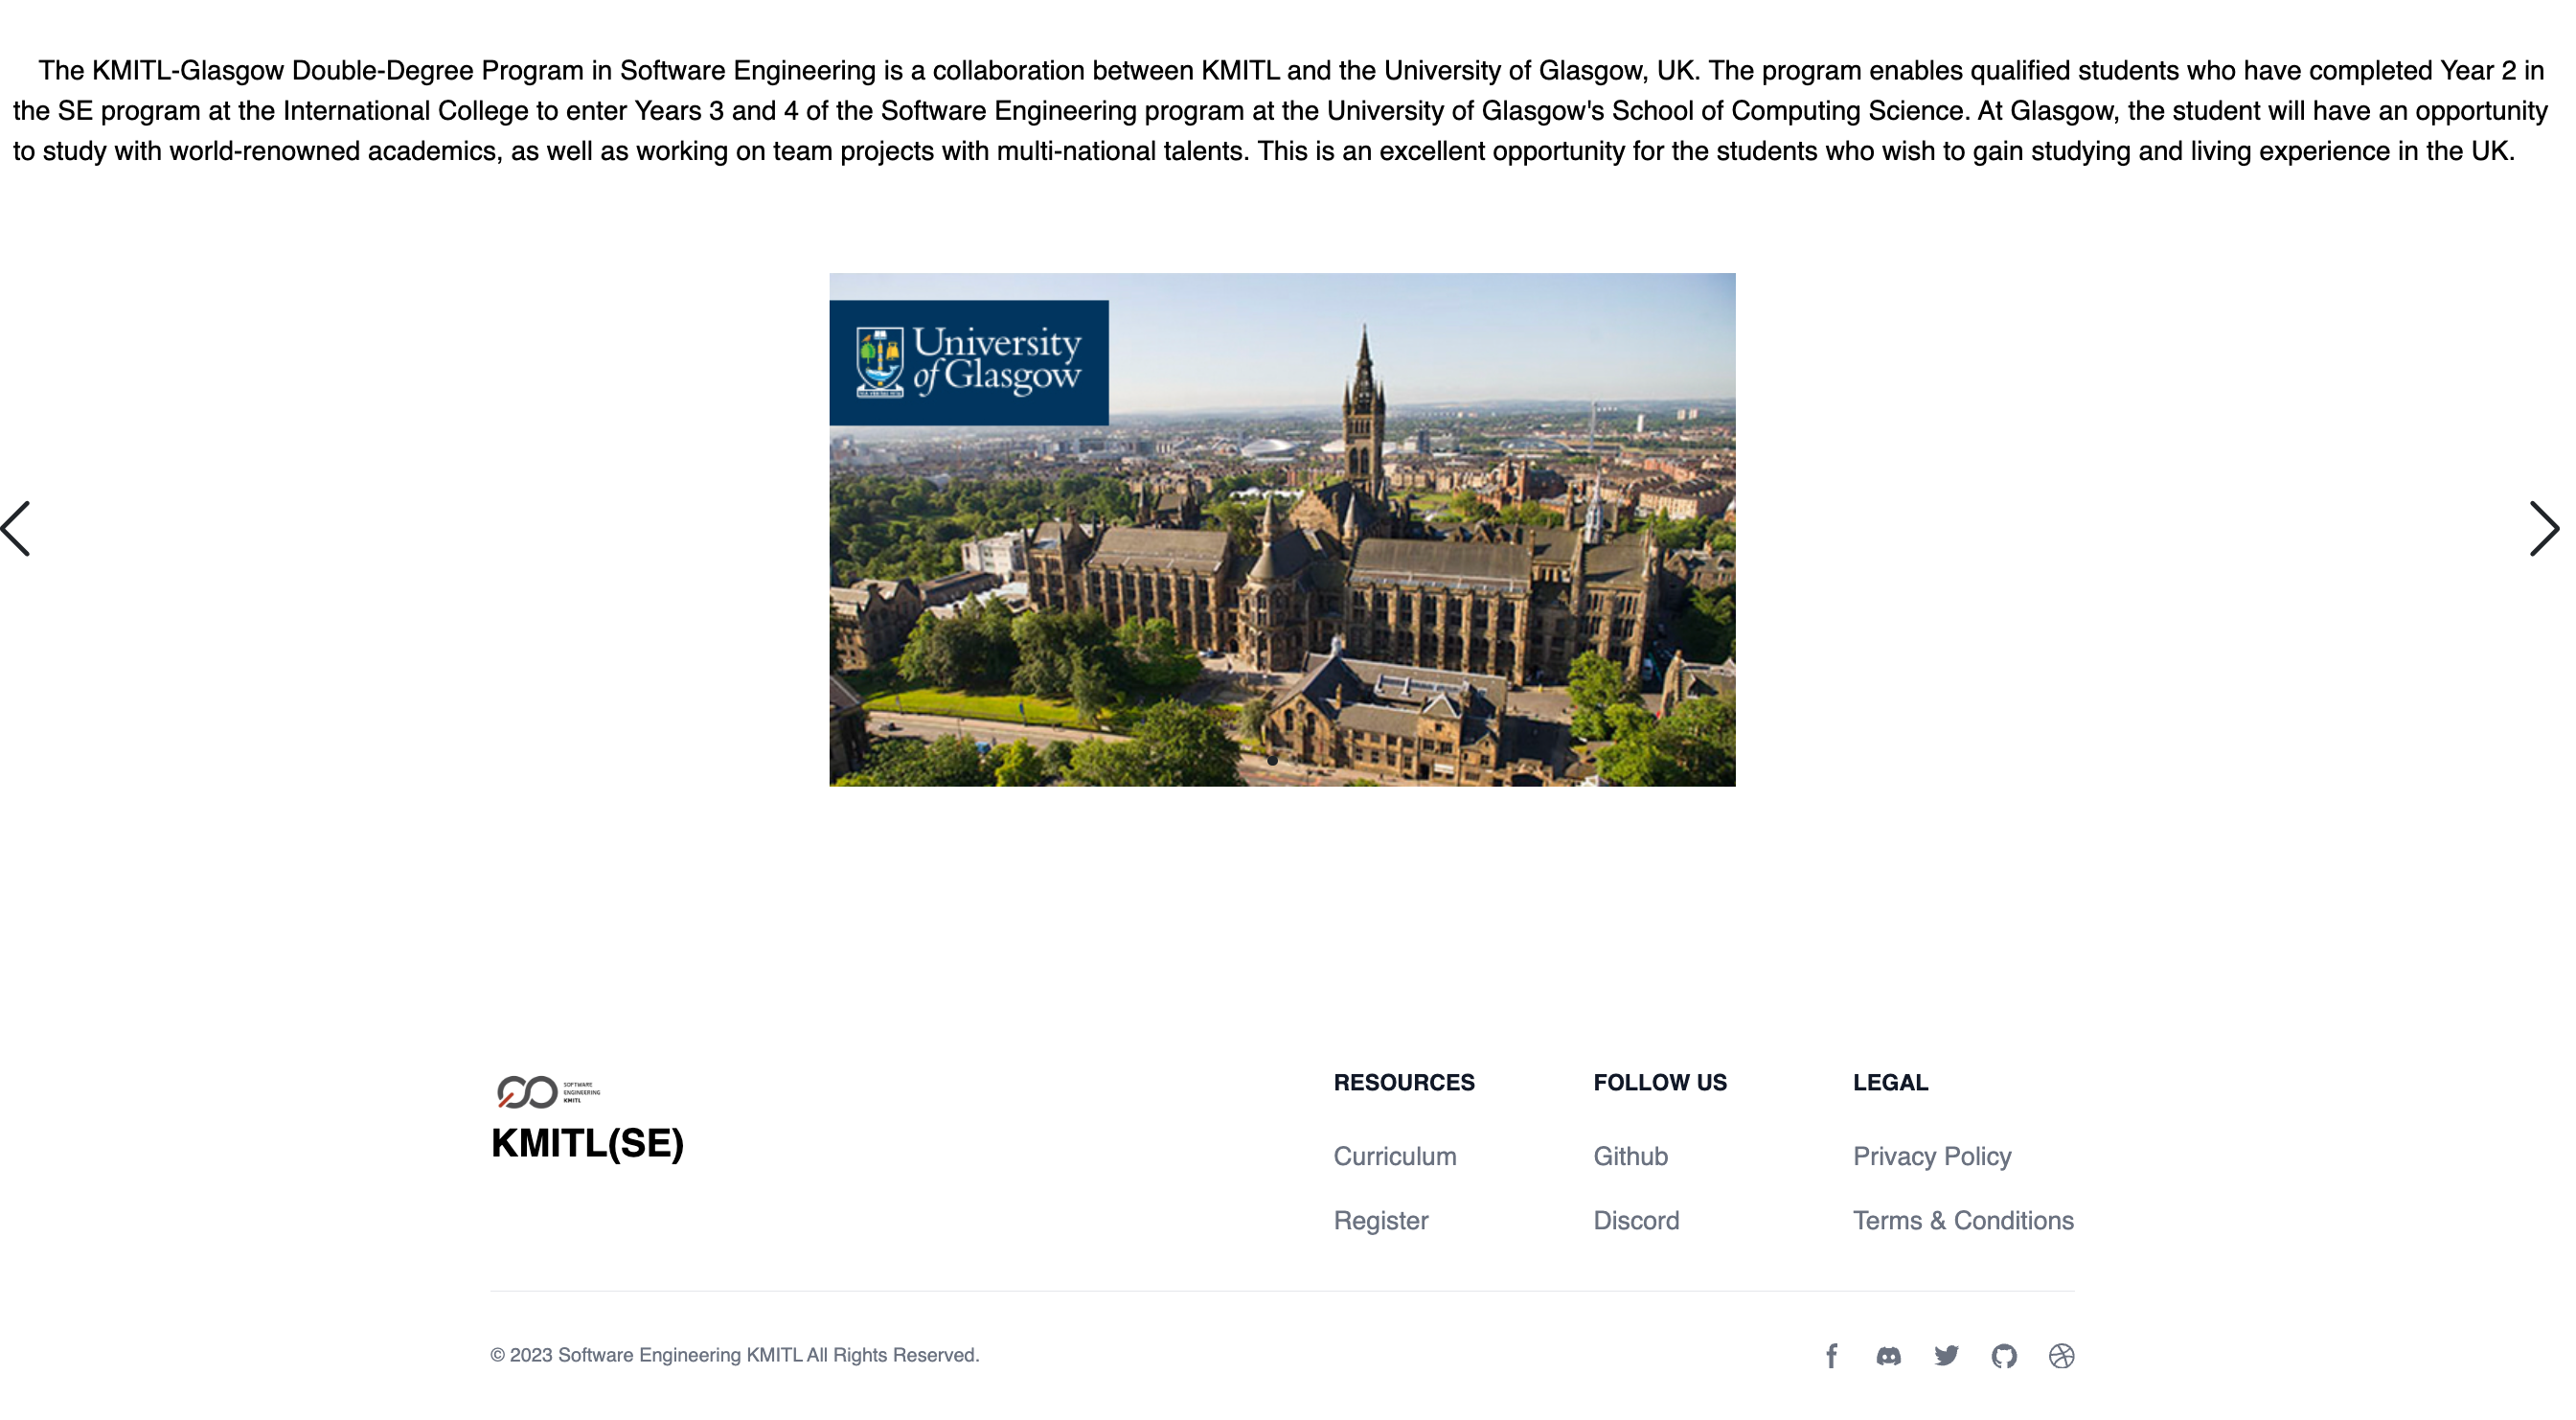 The KMITL-Glasgow Double-Degree Program in Software Engineering is a collaboration between KMITL and the University of Glasgow, UK. The program enables qualified students who have completed Year 2 in
the SE program at the International College to enter Years 3 and 4 of the Software Engineering program at the University of Glasgow's School of Computing Science. At Glasgow, the student will have an opportunity
to study with world-renowned academics, as well as working on team projects with multi-national talents. This is an excellent opportunity for the students who wish to gain studying and living experience in the UK.
University
of Glasgow
SOFTWARE
ENGINEERING
KMITL
KMITL(SE)
RESOURCES
Curriculum
Register
FOLLOW US
Github
Discord
LEGAL
Privacy Policy
Terms & Conditions
© 2023 Software Engineering KMITL All Rights Reserved.